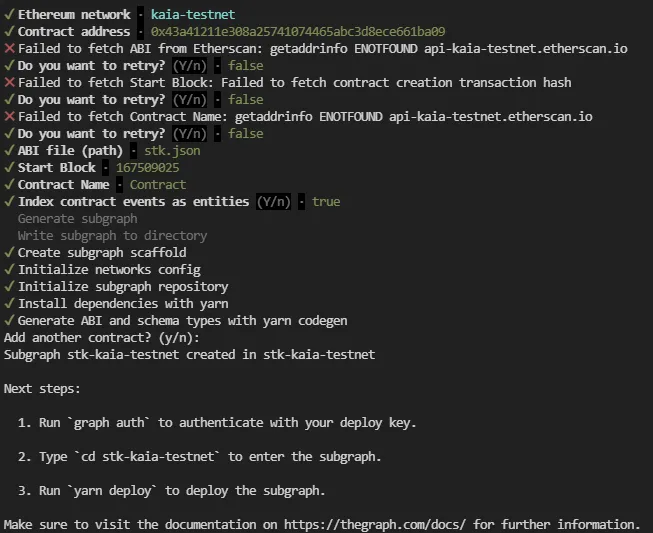 ✓ Ethereum network · kaia-testnet
✓ Contract address · 0x43a41211e308a25741074465abc3d8ece661ba09
✗ Failed to fetch ABI from Etherscan: getaddrinfo ENOTFOUND api-kaia-testnet.etherscan.io
✓ Do you want to retry? (Y/n) · false
✗ Failed to fetch Start Block: Failed to fetch contract creation transaction hash
✓ Do you want to retry? (Y/n) · false
✗ Failed to fetch Contract Name: getaddrinfo ENOTFOUND api-kaia-testnet.etherscan.io
✓ Do you want to retry? (Y/n) · false
✓ ABI file (path) · stk.json
✓ Start Block · 167509025
✓ Contract Name · Contract
✓ Index contract events as entities (Y/n) · true
Generate subgraph
Write subgraph to directory
✓ Create subgraph scaffold
✓ Initialize networks config
✓ Initialize subgraph repository
✓ Install dependencies with yarn
✓ Generate ABI and schema types with yarn codegen
Add another contract? (y/n):
Subgraph stk-kaia-testnet created in stk-kaia-testnet
Next steps:
1. Run `graph auth` to authenticate with your deploy key.
2. Type `cd stk-kaia-testnet` to enter the subgraph.
3. Run `yarn deploy` to deploy the subgraph.
Make sure to visit the documentation on https://thegraph.com/docs/ for further information.